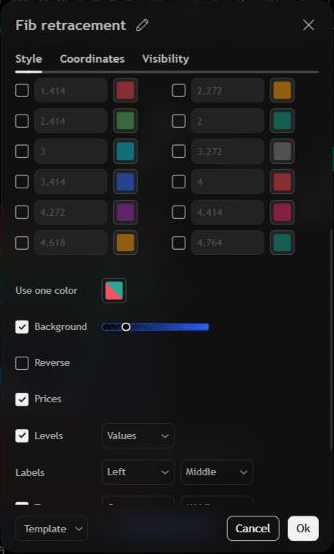 Fib retracement
Style Coordinates Visibility
1.414 2.272
2.414 2
3 3.272
3.414 4
4.272 4.414
4.618 4.764
Use one color
Background
Reverse
Prices
Levels Values
Labels Left Middle
Template Cancel Ok